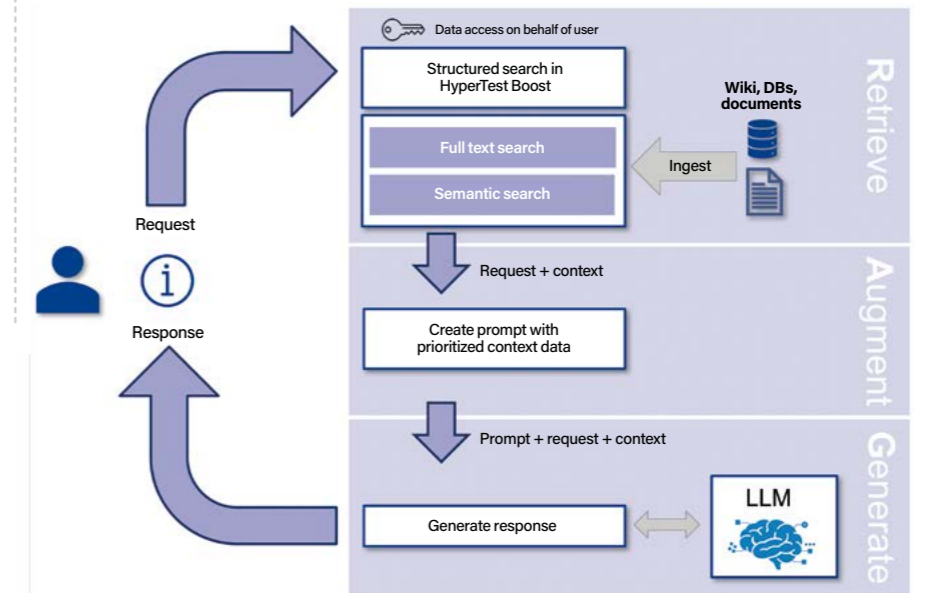 Data access on behalf of user
Structured search in
HyperTest Boost
Full text search
Semantic search
Wiki, DBs,
documents
Ingest
Retrieve
Request
i
Response
Request + context
Create prompt with
prioritized context data
Augment
Prompt + request + context
Generate response
LLM
Generate